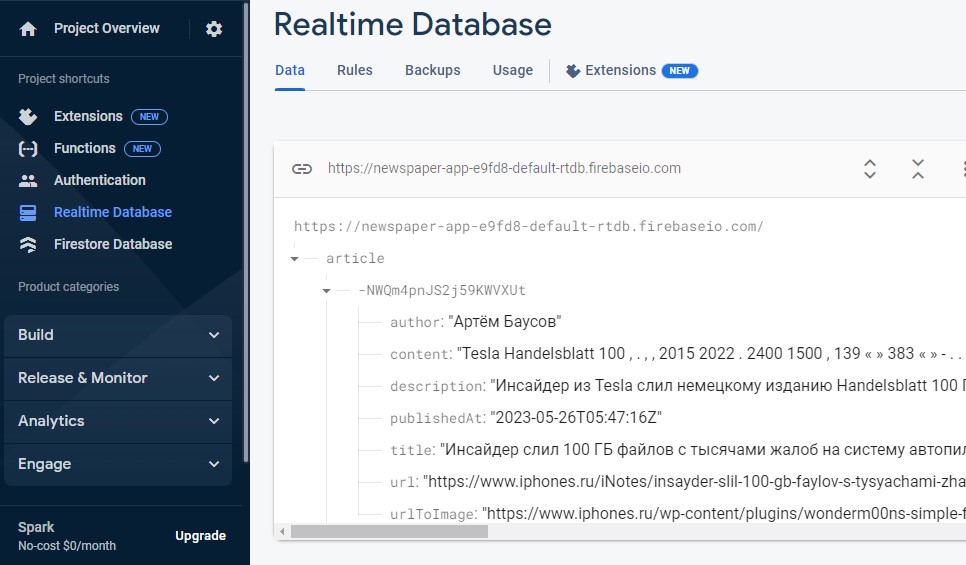 Project Overview
Project shortcuts
Extensions NEW
Functions NEW
Authentication
Realtime Database
Firestore Database
Product categories
Build
Release & Monitor
Analytics
Engage
Spark
No-cost $0/month
Upgrade
Realtime Database
Data Rules Backups Usage Extensions NEW
https://newspaper-app-e9fd8-default-rtdb.firebaseio.com
https://newspaper-app-e9fd8-default-rtdb.firebaseio.com/
article
-NWQm4pnJS2j59KWVXUt
author: "Артём Баусов"
content: "Tesla Handelsblatt 100 , . , , 2015 2022 . 2400 1500 , 139 « » 383 « » - . .
description: "Инсайдер из Tesla слил немецкому изданию Handelsblatt 100 Г
publishedAt: "2023-05-26T05:47:16Z"
title: "Инсайдер слил 100 ГБ файлов с тысячами жалоб на систему автопил
url: "https://www.iphones.ru/iNotes/insayder-slil-100-gb-faylov-s-tysyachami-zha
urlToImage: "https://www.iphones.ru/wp-content/plugins/wonderm00ns-simple-f